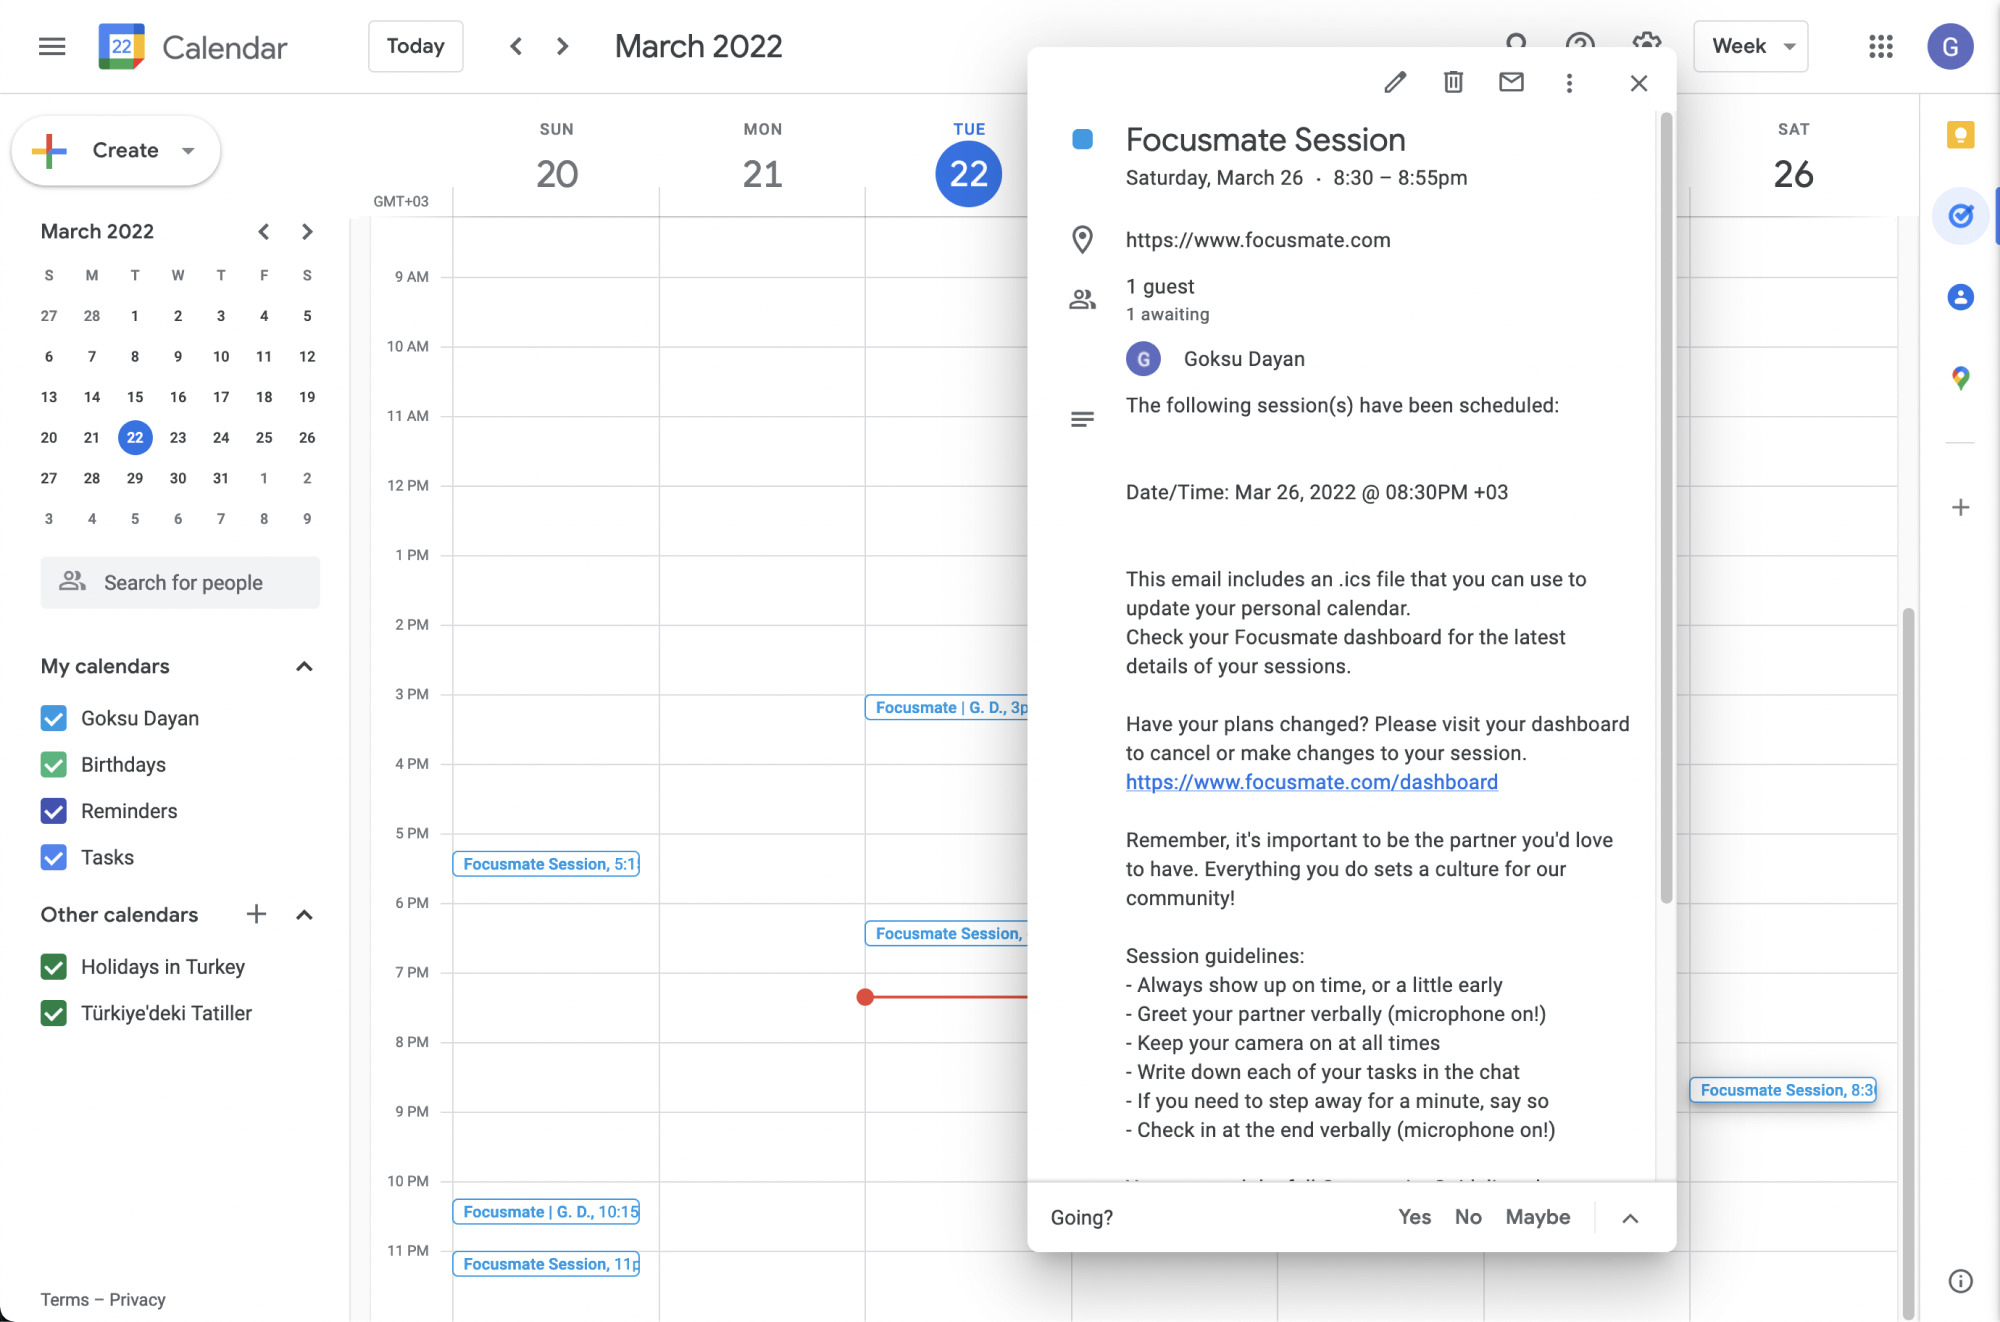 22
Calendar
Today
March 2022
Week
G
Create
March 2022
S M T W T F S
27 28 1 2 3 4 5
6 7 8 9 10 11 12
13 14 15 16 17 18 19
20 21 22 23 24 25 26
27 28 29 30 31 1 2
3 4 5 6 7 8 9
Search for people
My calendars
Goksu Dayan
Birthdays
Reminders
Tasks
Other calendars
Holidays in Turkey
Türkiye'deki Tatiller
Terms – Privacy
GMT+03
SUN
20
MON
21
TUE
22
SAT
26
9 AM
10 AM
11 AM
12 PM
1 PM
2 PM
3 PM
4 PM
5 PM
6 PM
7 PM
8 PM
9 PM
10 PM
11 PM
Focusmate Session, 5:1
Focusmate | G. D., 10:15
Focusmate Session, 11p
Focusmate | G. D., 3p
Focusmate Session,
Focusmate Session, 8:3
Focusmate Session
Saturday, March 26 · 8:30 – 8:55pm
https://www.focusmate.com
1 guest
1 awaiting
G Goksu Dayan
The following session(s) have been scheduled:
Date/Time: Mar 26, 2022 @ 08:30PM +03
This email includes an .ics file that you can use to
update your personal calendar.
Check your Focusmate dashboard for the latest
details of your sessions.
Have your plans changed? Please visit your dashboard
to cancel or make changes to your session.
https://www.focusmate.com/dashboard
Remember, it's important to be the partner you'd love
to have. Everything you do sets a culture for our
community!
Session guidelines:
- Always show up on time, or a little early
- Greet your partner verbally (microphone on!)
- Keep your camera on at all times
- Write down each of your tasks in the chat
- If you need to step away for a minute, say so
- Check in at the end verbally (microphone on!)
Going?
Yes No Maybe